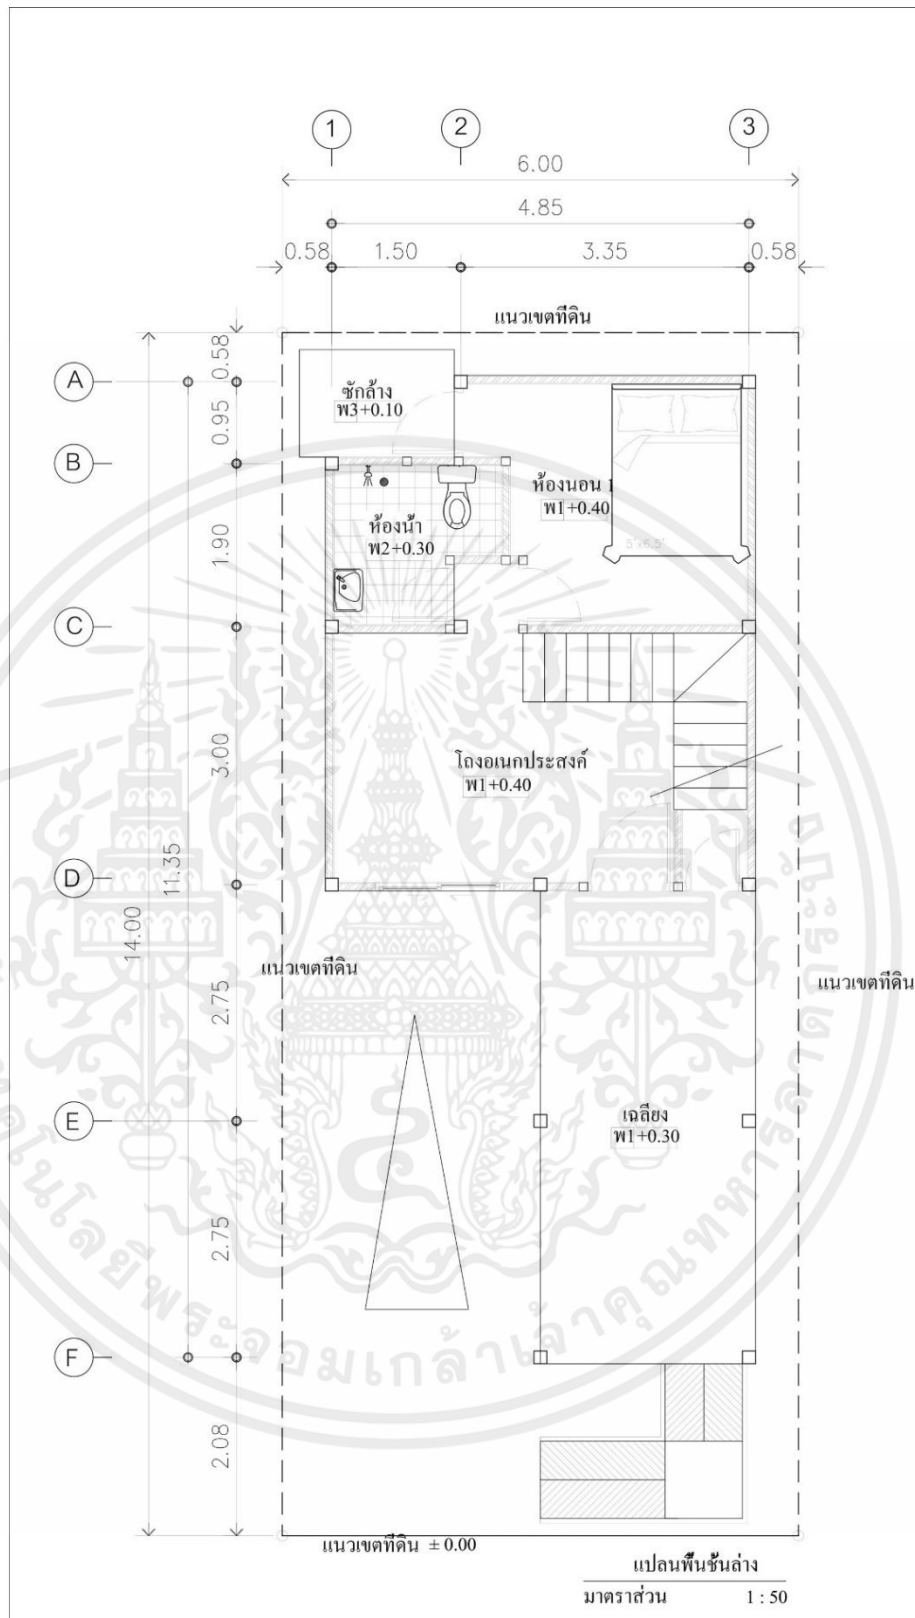 1
2
3
6.00
4.85
0.58
1.50
3.35
0.58
แนวเขตที่ดิน
A
B
C
D
E
F
0.58
0.95
1.90
3.00
2.75
2.75
2.08
11.35
14.00
ซักล้าง
พ3+0.10
ห้องนอน 1
พ1+0.40
5'x6.5'
ห้องน้ำ
พ2+0.30
โถงอเนกประสงค์
พ1+0.40
แนวเขตที่ดิน
แนวเขตที่ดิน
เฉลียง
พ1+0.30
แนวเขตที่ดิน ± 0.00
แปลนพื้นชั้นล่าง
มาตราส่วน 1 : 50